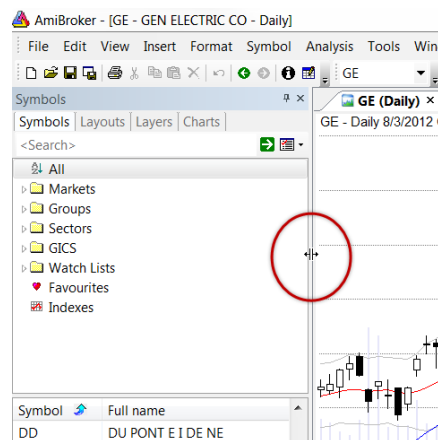 AmiBroker - [GE - GEN ELECTRIC CO - Daily]
File Edit View Insert Format Symbol Analysis Tools Win
GE
Symbols
GE (Daily)
Symbols Layouts Layers Charts
GE - Daily 8/3/2012
<Search>
All
Markets
Groups
Sectors
GICS
Watch Lists
Favourites
Indexes
Symbol Full name
DD DU PONT E I DE NE